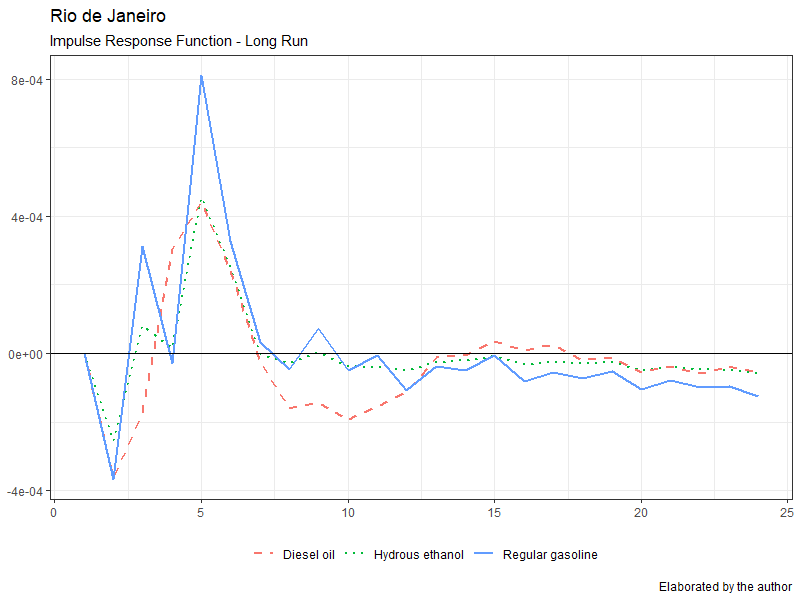 Rio de Janeiro
Impulse Response Function - Long Run
8e-04
4e-04
0e+00
-4e-04
0 5 10 15 20 25
Diesel oil Hydrous ethanol Regular gasoline
Elaborated by the author